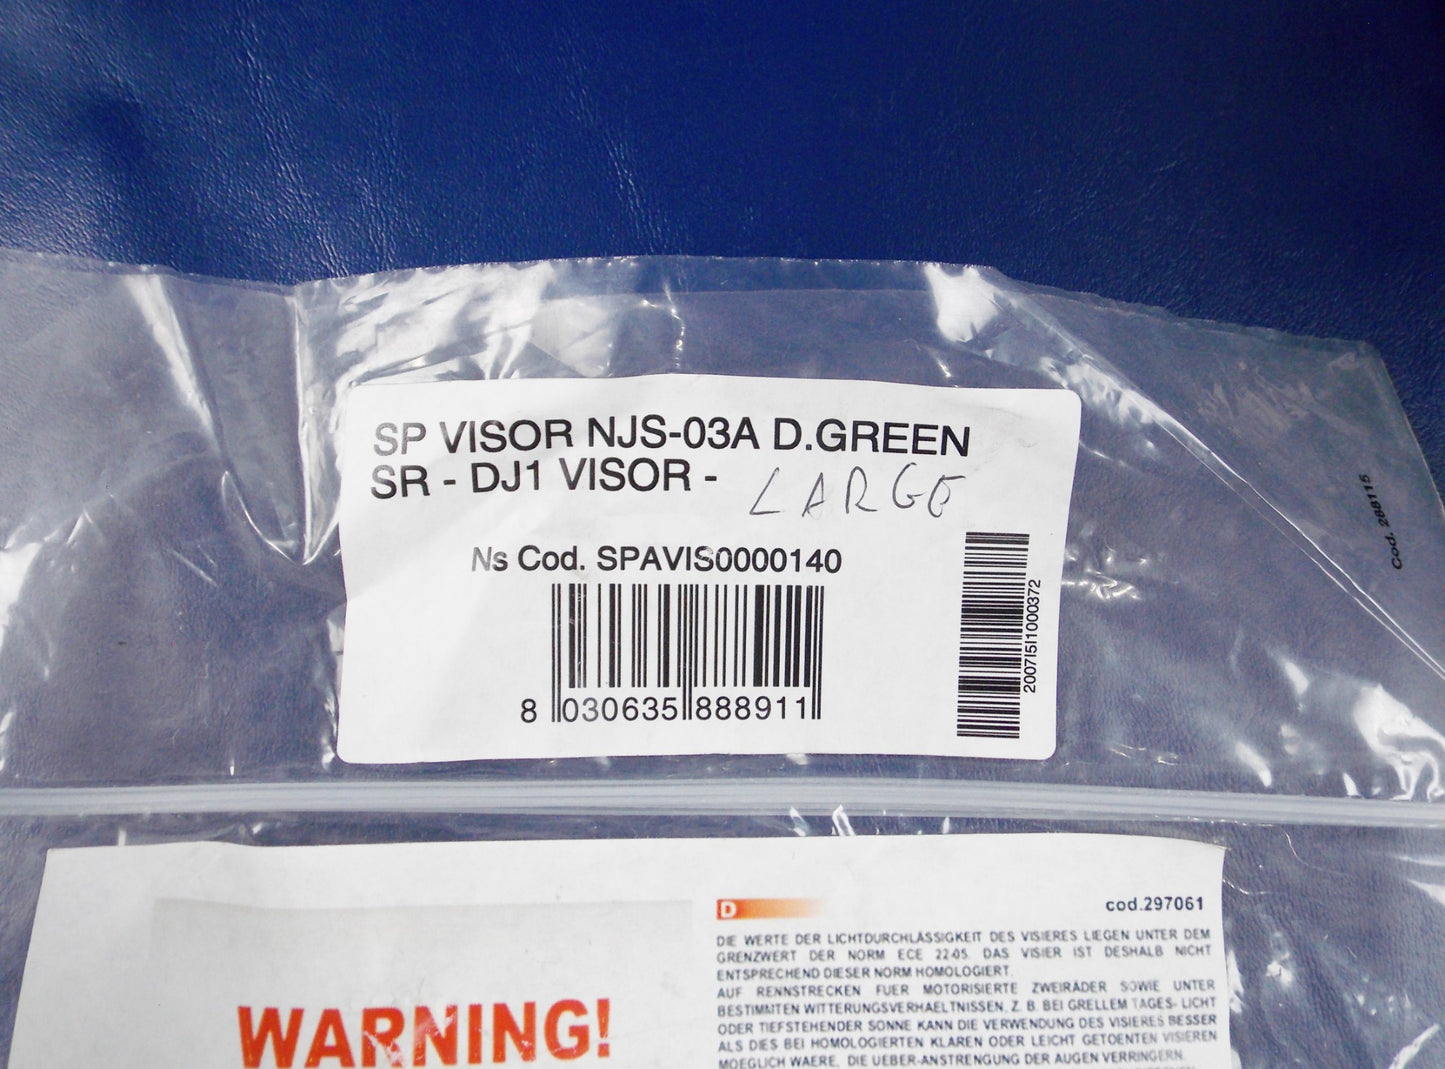 SP VISOR NJS-03A D.GREEN
SR - DJ1 VISOR - LARGE
Ns Cod. SPAVIS0000140
8 030635 888911
2007|5|1000372
Cod. 288115
D
cod.297061
DIE WERTE DER LICHTDURCHLÄSSIGKEIT DES VISIERES LIEGEN UNTER DEM
GRENZWERT DER NORM ECE 22-05. DAS VISIER IST DESHALB NICHT
ENTSPRECHEND DIESER NORM HOMOLOGIERT.
AUF RENNSTRECKEN FUER MOTORISIERTE ZWEIRÄDER SOWIE UNTER
BESTIMMTEN WITTERUNGSVERHAELTNISSEN, Z. B. BEI GRELLEM TAGES- LICHT
ODER TIEFSTEHENDER SONNE KANN DIE VERWENDUNG DES VISIERES BESSER
ALS DIES BEI HOMOLOGIERTEN KLAREN ODER LEICHT GETOENTEN VISIEREN
MOEGLICH WAERE, DIE UEBER-ANSTRENGUNG DER AUGEN VERRINGERN.
WARNING!